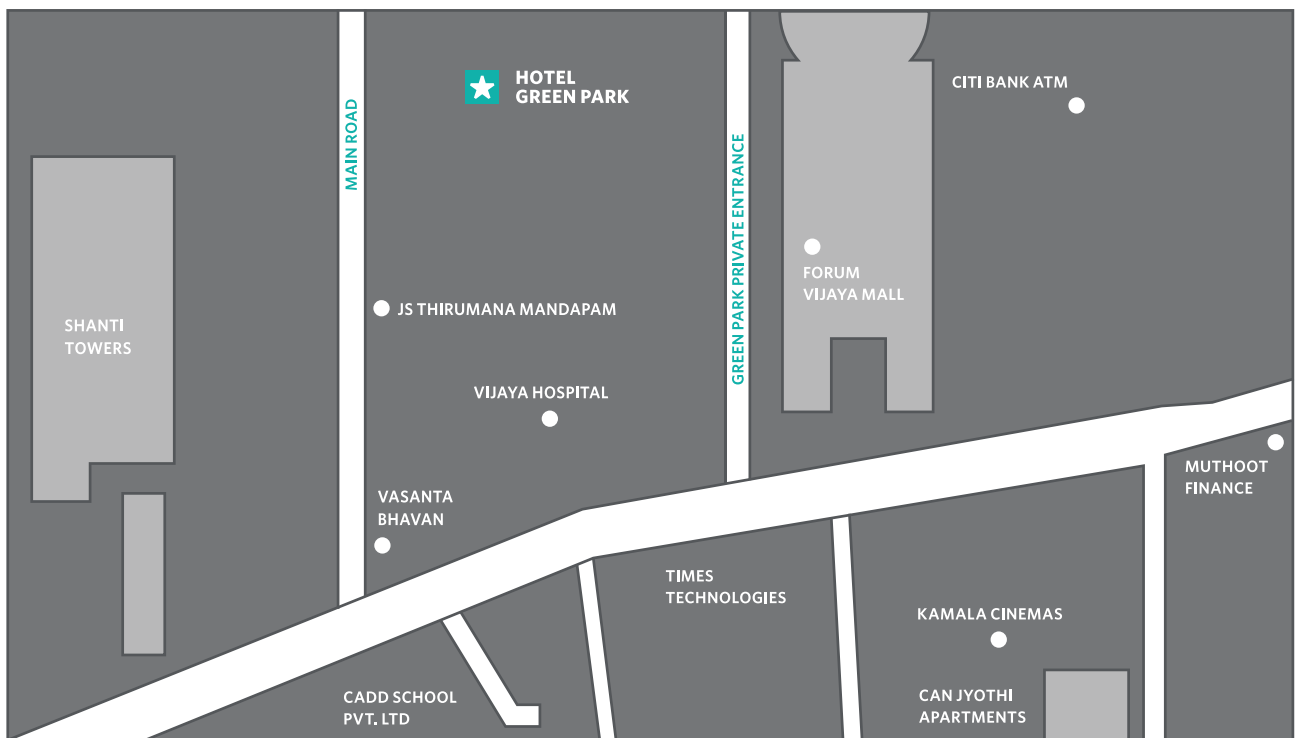 HOTEL
GREEN PARK
CITI BANK ATM
MAIN ROAD
GREEN PARK PRIVATE ENTRANCE
FORUM
VIJAYA MALL
JS THIRUMANA MANDAPAM
SHANTI
TOWERS
VIJAYA HOSPITAL
MUTHOOT
FINANCE
VASANTA
BHAVAN
TIMES
TECHNOLOGIES
KAMALA CINEMAS
CADD SCHOOL
PVT. LTD
CAN JYOTHI
APARTMENTS